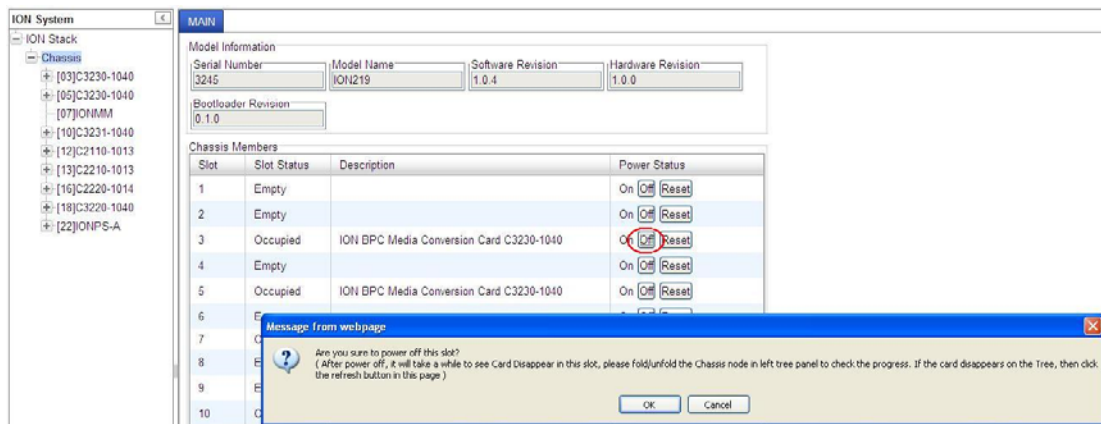 ION System
ION Stack
Chassis
[03]C3230-1040
[05]C3230-1040
[07]IONMM
[10]C3231-1040
[12]C2110-1013
[13]C2210-1013
[16]C2220-1014
[18]C3220-1040
[22]IONPS-A
MAIN
Model Information
Serial Number Model Name Software Revision Hardware Revision
3245 ION219 1.0.4 1.0.0
Bootloader Revision
0.1.0
Chassis Members
Slot Slot Status Description Power Status
1 Empty On Off Reset
2 Empty On Off Reset
3 Occupied ION BPC Media Conversion Card C3230-1040 On Off Reset
4 Empty On Off Reset
5 Occupied ION BPC Media Conversion Card C3230-1040 On Off Reset
6
7
8
9
10
Message from webpage
Are you sure to power off this slot?
( After power off, it will take a while to see Card Disappear in this slot, please fold/unfold the Chassis node in left tree panel to check the progress. If the card disappears on the Tree, then click
the refresh button in this page )
OK Cancel